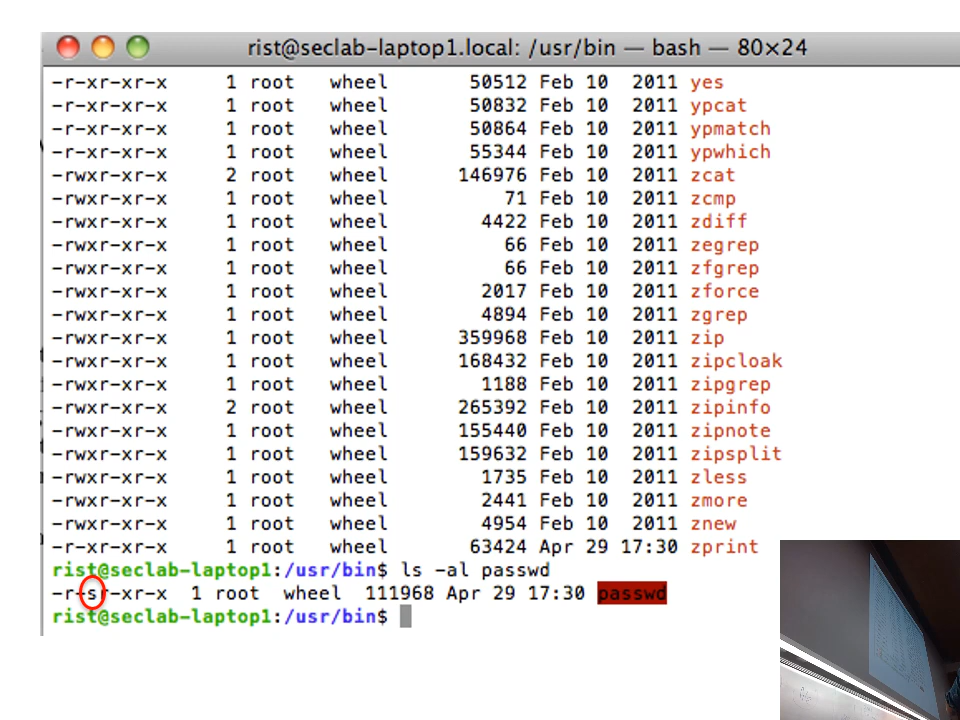 rist@seclab-laptop1.local: /usr/bin — bash — 80×24
-r-xr-xr-x 1 root wheel 50512 Feb 10 2011 yes
-r-xr-xr-x 1 root wheel 50832 Feb 10 2011 ypcat
-r-xr-xr-x 1 root wheel 50864 Feb 10 2011 ypmatch
-r-xr-xr-x 1 root wheel 55344 Feb 10 2011 ypwhich
-rwxr-xr-x 2 root wheel 146976 Feb 10 2011 zcat
-rwxr-xr-x 1 root wheel 71 Feb 10 2011 zcmp
-rwxr-xr-x 1 root wheel 4422 Feb 10 2011 zdiff
-rwxr-xr-x 1 root wheel 66 Feb 10 2011 zegrep
-rwxr-xr-x 1 root wheel 66 Feb 10 2011 zfgrep
-rwxr-xr-x 1 root wheel 2017 Feb 10 2011 zforce
-rwxr-xr-x 1 root wheel 4894 Feb 10 2011 zgrep
-rwxr-xr-x 1 root wheel 359968 Feb 10 2011 zip
-rwxr-xr-x 1 root wheel 168432 Feb 10 2011 zipcloak
-rwxr-xr-x 1 root wheel 1188 Feb 10 2011 zipgrep
-rwxr-xr-x 2 root wheel 265392 Feb 10 2011 zipinfo
-rwxr-xr-x 1 root wheel 155440 Feb 10 2011 zipnote
-rwxr-xr-x 1 root wheel 159632 Feb 10 2011 zipsplit
-rwxr-xr-x 1 root wheel 1735 Feb 10 2011 zless
-rwxr-xr-x 1 root wheel 2441 Feb 10 2011 zmore
-rwxr-xr-x 1 root wheel 4954 Feb 10 2011 znew
-r-xr-xr-x 1 root wheel 63424 Apr 29 17:30 zprint
rist@seclab-laptop1:/usr/bin$ ls -al passwd
-r-sr-xr-x 1 root wheel 111968 Apr 29 17:30 passwd
rist@seclab-laptop1:/usr/bin$